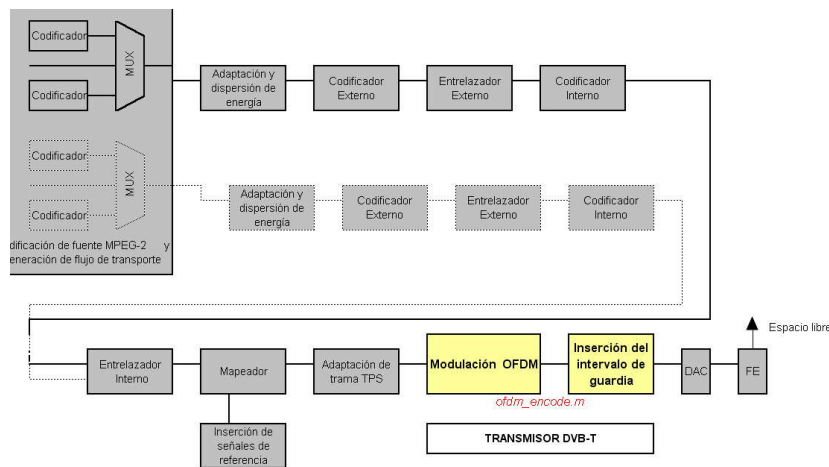 Codificador
MUX
Codificador
Adaptación y
dispersión de
energía
Codificador
Externo
Entrelazador
Externo
Codificador
Interno
Codificador
MUX
Codificador
Adaptación y
dispersión de
energía
Codificador
Externo
Entrelazador
Externo
Codificador
Interno
dificación de fuente MPEG-2 y
eneración de flujo de transporte
Espacio libre
Entrelazador
Interno
Mapeador
Adaptación de
trama TPS
Modulación OFDM
Inserción del
intervalo de
guardia
DAC
FE
ofdm_encode.m
Inserción de
señales de
referencia
TRANSMISOR DVB-T